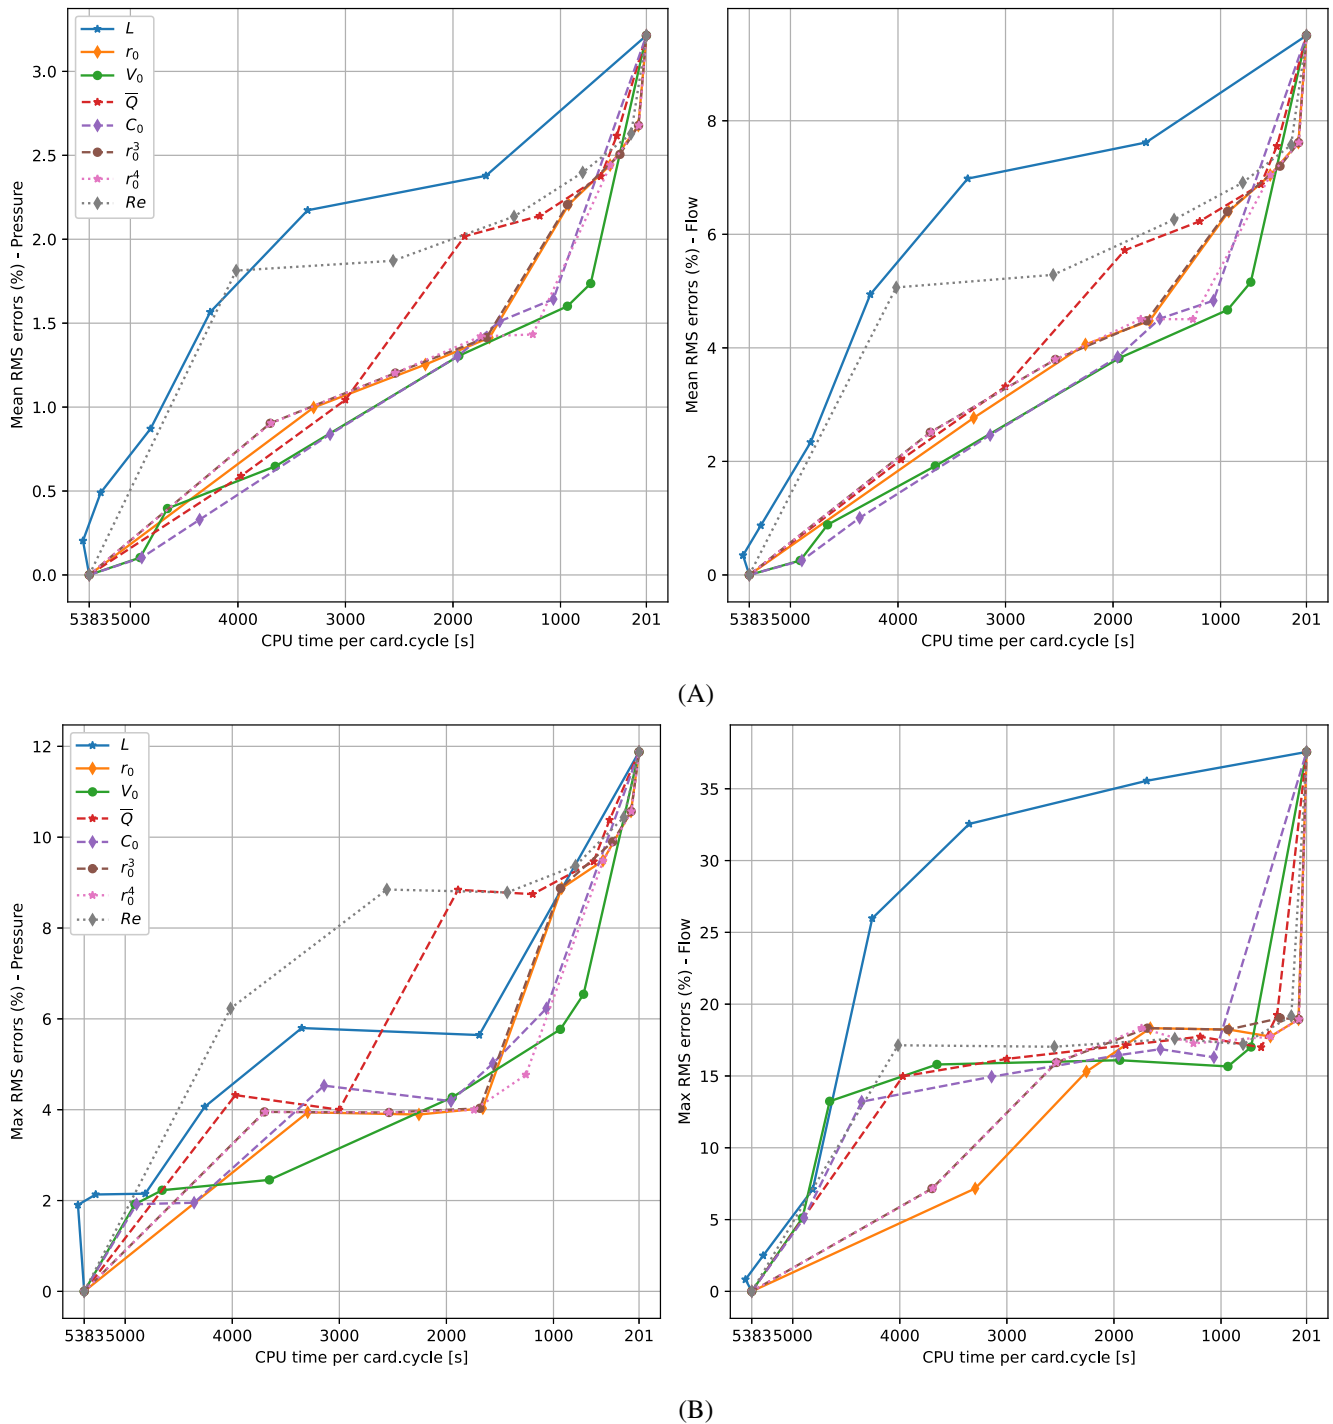 Mean RMS errors (%) - Pressure
3.0
2.5
2.0
1.5
1.0
0.5
0.0
L
r₀
V₀
Q̅
C₀
r₀³
r₀⁴
Re
53835000 4000 3000 2000 1000 201
CPU time per card.cycle [s]
Mean RMS errors (%) - Flow
8
6
4
2
0
53835000 4000 3000 2000 1000 201
CPU time per card.cycle [s]
(A)
Max RMS errors (%) - Pressure
12
10
8
6
4
2
0
L
r₀
V₀
Q̅
C₀
r₀³
r₀⁴
Re
53835000 4000 3000 2000 1000 201
CPU time per card.cycle [s]
Max RMS errors (%) - Flow
35
30
25
20
15
10
5
0
53835000 4000 3000 2000 1000 201
CPU time per card.cycle [s]
(B)